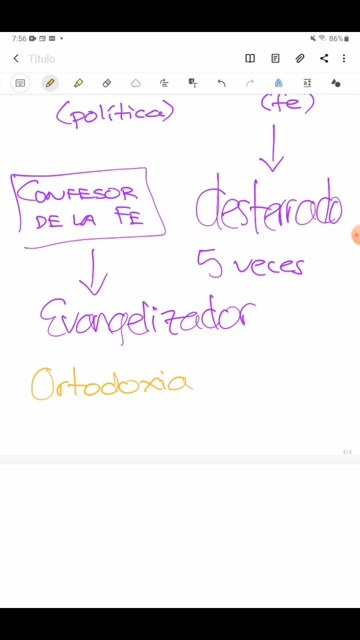 7:56
86%
Título
(política)
(fe)
CONFESOR
DE LA FE
desterrado
5 veces
Evangelizador
Ortodoxia
4/4